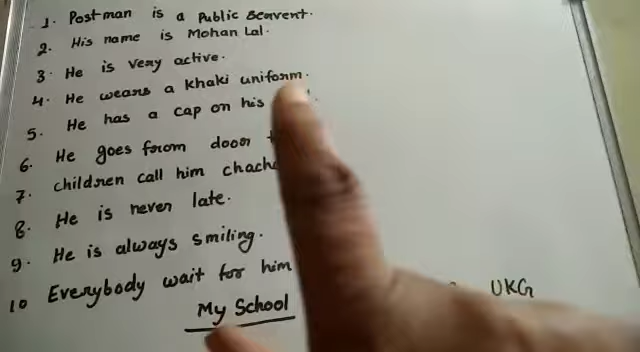 1. Postman is a Public Servent.
2. His name is Mohan Lal.
3. He is very active.
4. He wears a khaki uniform.
5. He has a cap on his
6. He goes from door
7. children call him chacha
8. He is never late.
9. He is always smiling.
10 Everybody wait for him
UKG
My School